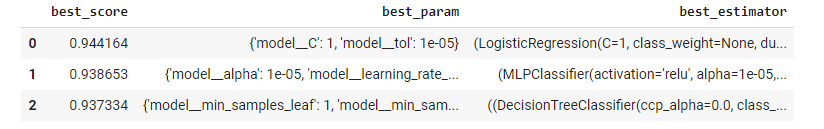 best_score best_param best_estimator
0 0.944164 {'model__C': 1, 'model__tol': 1e-05} (LogisticRegression(C=1, class_weight=None, du...
1 0.938653 {'model__alpha': 1e-05, 'model__learning_rate_... (MLPClassifier(activation='relu', alpha=1e-05,...
2 0.937334 {'model__min_samples_leaf': 1, 'model__min_sam... ((DecisionTreeClassifier(ccp_alpha=0.0, class_...